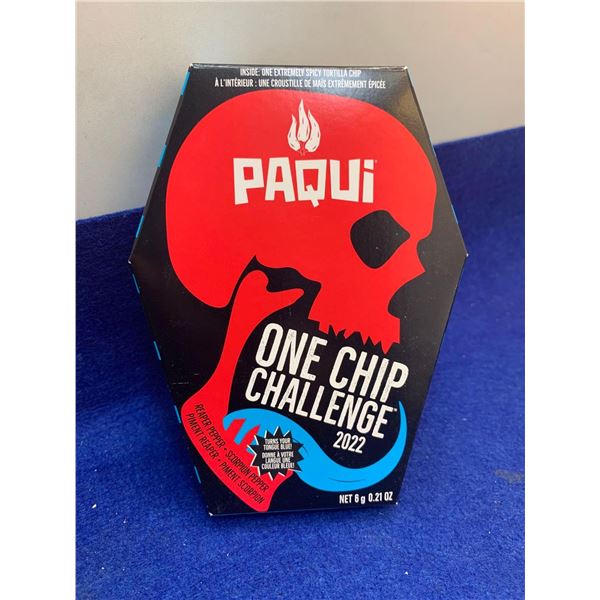 INSIDE: ONE EXTREMELY SPICY TORTILLA CHIP
À L'INTÉRIEUR : UNE CROUSTILLE DE MAÏS EXTRÊMEMENT ÉPICÉE
PAQUI
ONE CHIP
CHALLENGE™
2022
REAPER PEPPER • SCORPION PEPPER
PIMENT REAPER • PIMENT SCORPION
TURNS YOUR
TONGUE BLUE!
DONNE À VOTRE
LANGUE UNE
COULEUR BLEUE!
NET 6 g 0.21 OZ